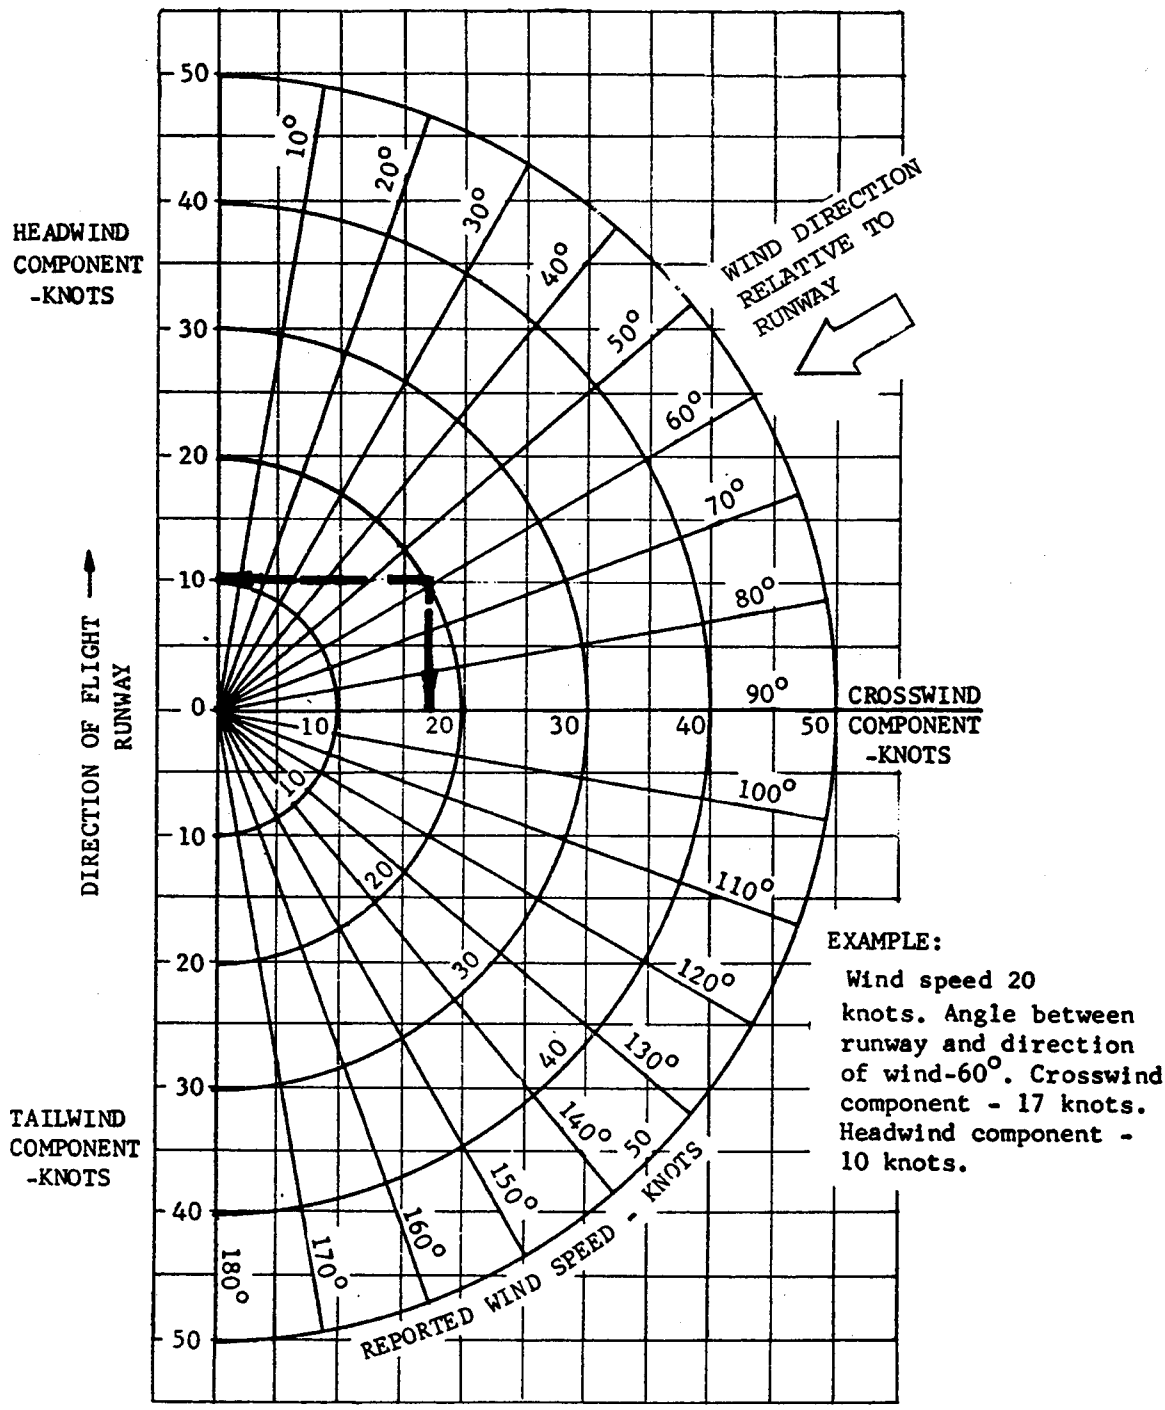 50
10°
20°
30°
40
HEADWIND
COMPONENT
-KNOTS
40°
WIND DIRECTION
RELATIVE TO
RUNWAY
30
50°
60°
20
70°
10
80°
DIRECTION OF FLIGHT
RUNWAY
0
10
20
30
40
90°
50
CROSSWIND
COMPONENT
-KNOTS
10
100°
10
20
110°
EXAMPLE:
Wind speed 20
knots. Angle between
runway and direction
of wind-60°. Crosswind
component - 17 knots.
Headwind component -
10 knots.
20
30
120°
40
130°
30
TAILWIND
COMPONENT
-KNOTS
140°
50
150°
40
160°
170°
180°
REPORTED WIND SPEED - KNOTS
50